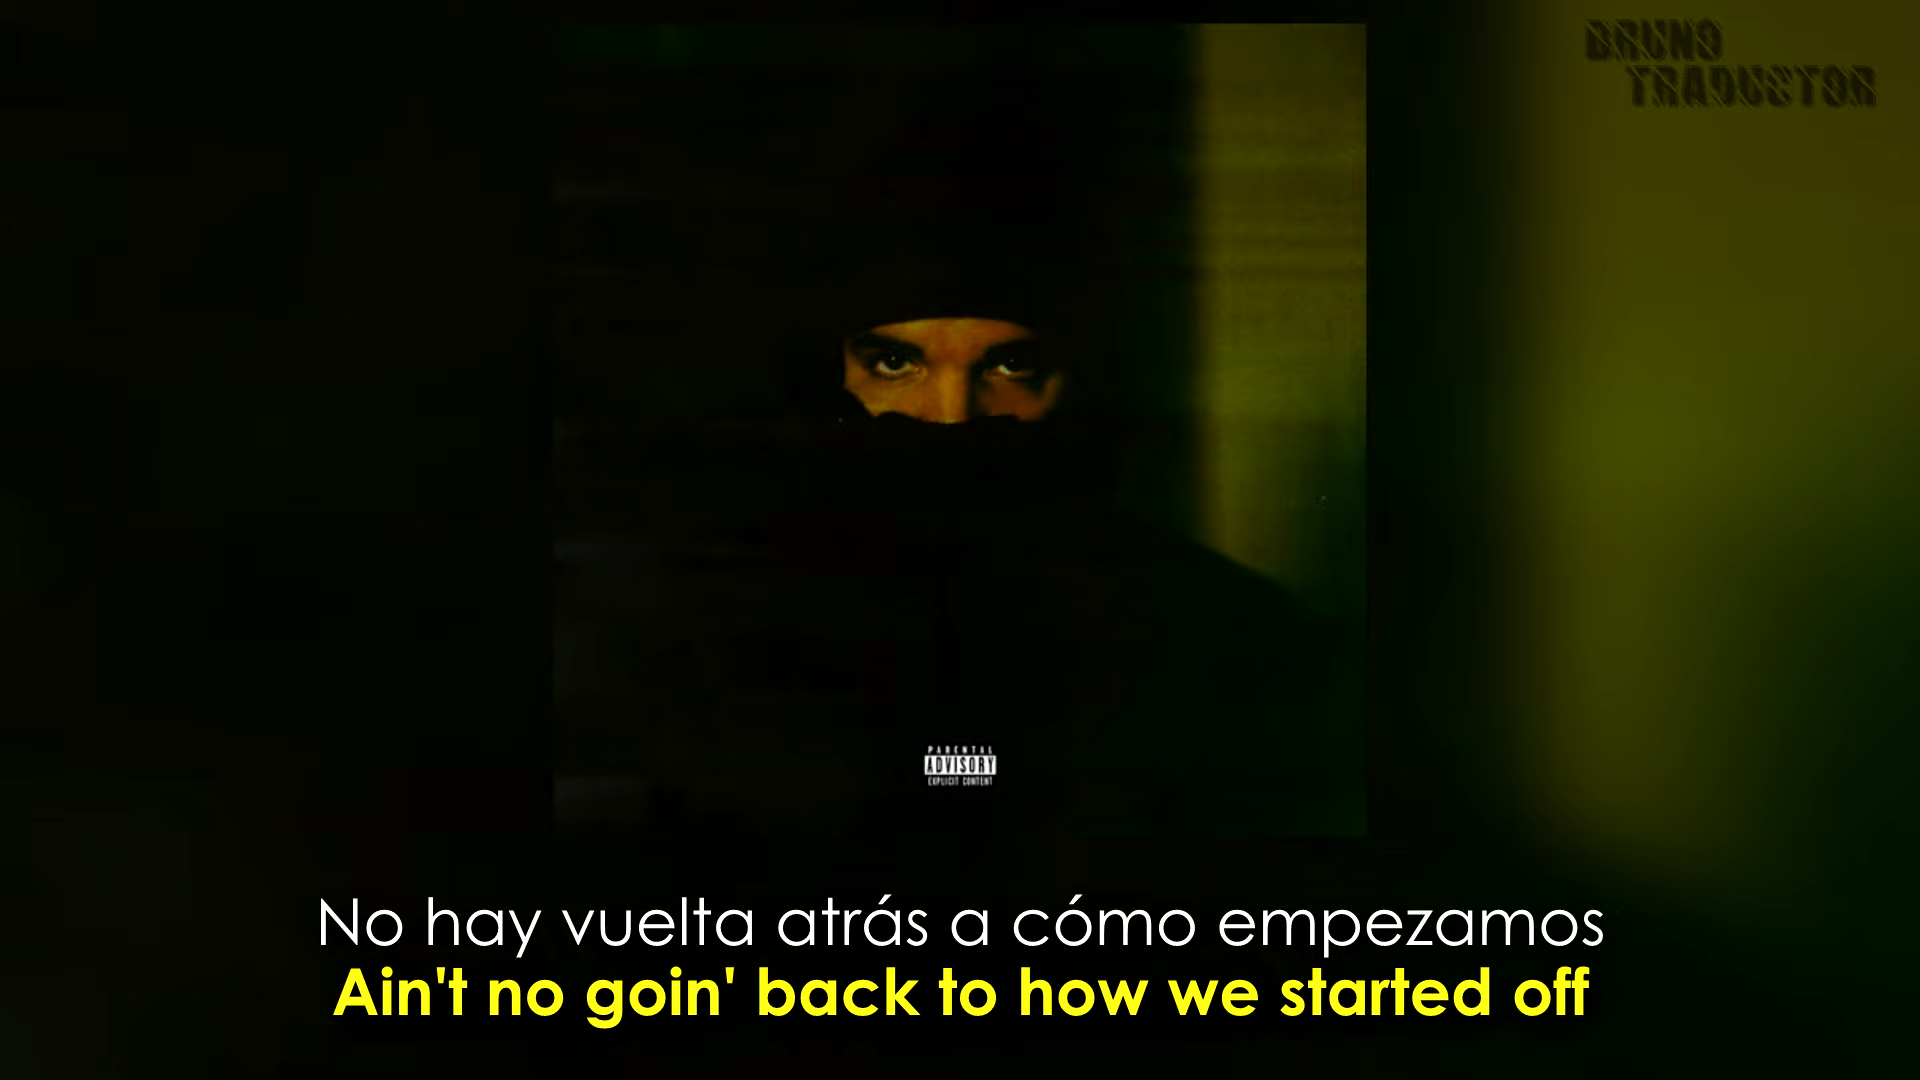 BRUNO
TRADUCTOR
PARENTAL
ADVISORY
EXPLICIT CONTENT
No hay vuelta atrás a cómo empezamos
Ain't no goin' back to how we started off